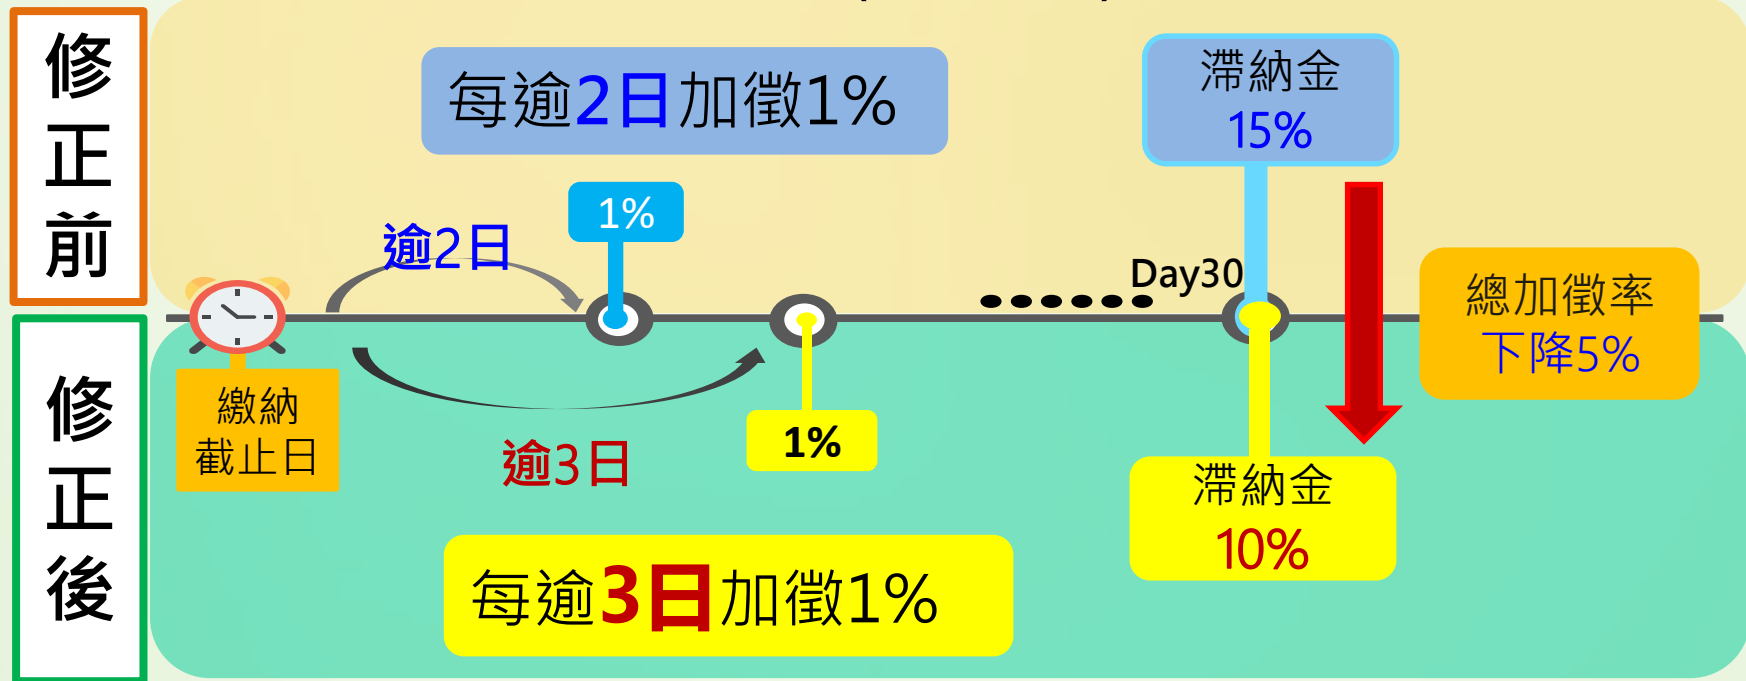 修正前
每逾2日加徵1%
滯納金
15%
1%
逾2日
Day30
總加徵率
下降5%
修正後
繳納
截止日
逾3日
1%
滯納金
10%
每逾3日加徵1%